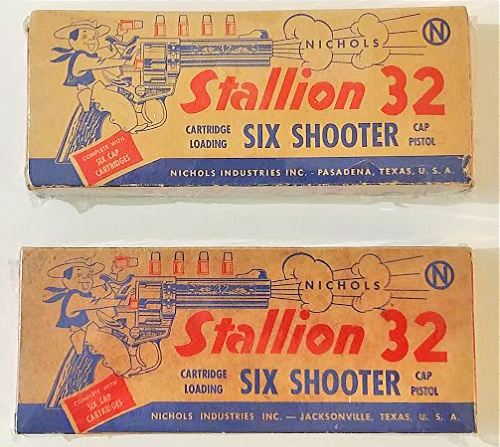 NICHOLS
N
32
Stallion 32
CARTRIDGE LOADING SIX SHOOTER CAP PISTOL
COMPLETE WITH
SIX CAP
CARTRIDGES
NICHOLS INDUSTRIES INC. - PASADENA, TEXAS, U. S. A.
NICHOLS
N
32
Stallion 32
CARTRIDGE LOADING SIX SHOOTER CAP PISTOL
COMPLETE WITH
SIX CAP
CARTRIDGES
NICHOLS INDUSTRIES INC. — JACKSONVILLE, TEXAS, U. S. A.